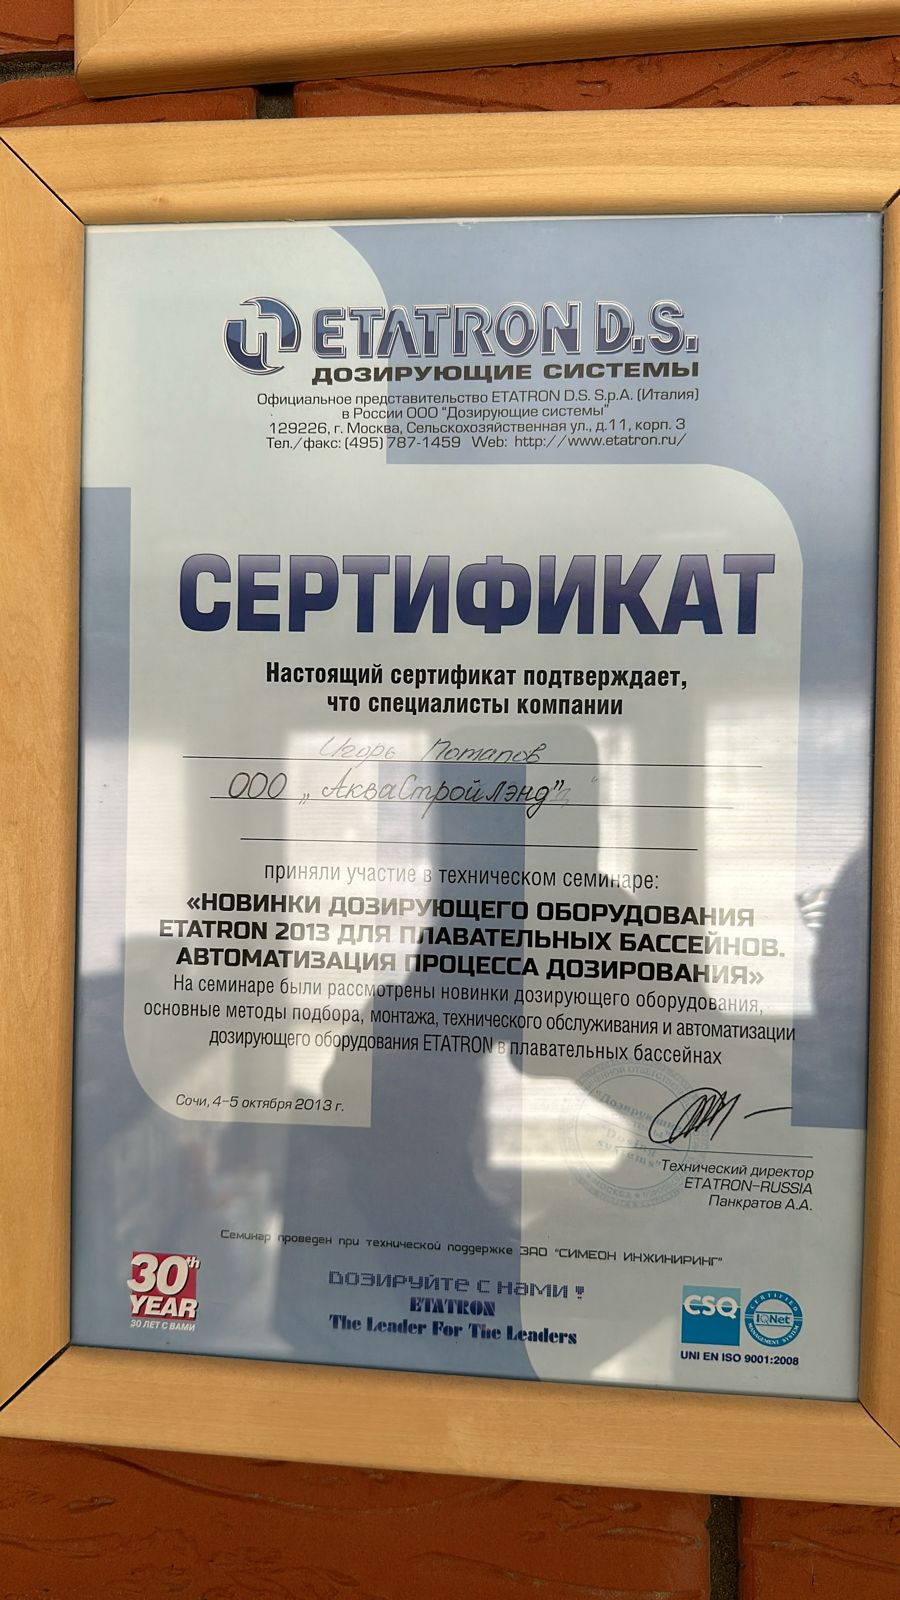 ETATRON D.S.
ДОЗИРУЮЩИЕ СИСТЕМЫ
Официальное представительство ETATRON D.S. S.p.A. (Италия)
в России ООО "Дозирующие системы"
129226, г. Москва, Сельскохозяйственная ул., д.11, корп. 3
Тел./факс: (495) 787-1459 Web: http://www.etatron.ru/
СЕРТИФИКАТ
Настоящий сертификат подтверждает,
что специалисты компании
Игорь Потапов
ООО „АкваСтройЛэнд"
приняли участие в техническом семинаре:
«НОВИНКИ ДОЗИРУЮЩЕГО ОБОРУДОВАНИЯ
ETATRON 2013 ДЛЯ ПЛАВАТЕЛЬНЫХ БАССЕЙНОВ.
АВТОМАТИЗАЦИЯ ПРОЦЕССА ДОЗИРОВАНИЯ»
На семинаре были рассмотрены новинки дозирующего оборудования,
основные методы подбора, монтажа, технического обслуживания и автоматизации
дозирующего оборудования ETATRON в плавательных бассейнах
Сочи, 4-5 октября 2013 г.
Технический директор
ETATRON-RUSSIA
Панкратов А.А.
Семинар проведен при технической поддержке ЗАО "СИМЕОН ИНЖИНИРИНГ"
30th
YEAR
30 ЛЕТ С ВАМИ
ДОЗИРУЙТЕ С НАМИ !
ETATRON
The Leader For The Leaders
CSQ
CERTIFIED
IQNet
MANAGEMENT SYSTEM
UNI EN ISO 9001:2008